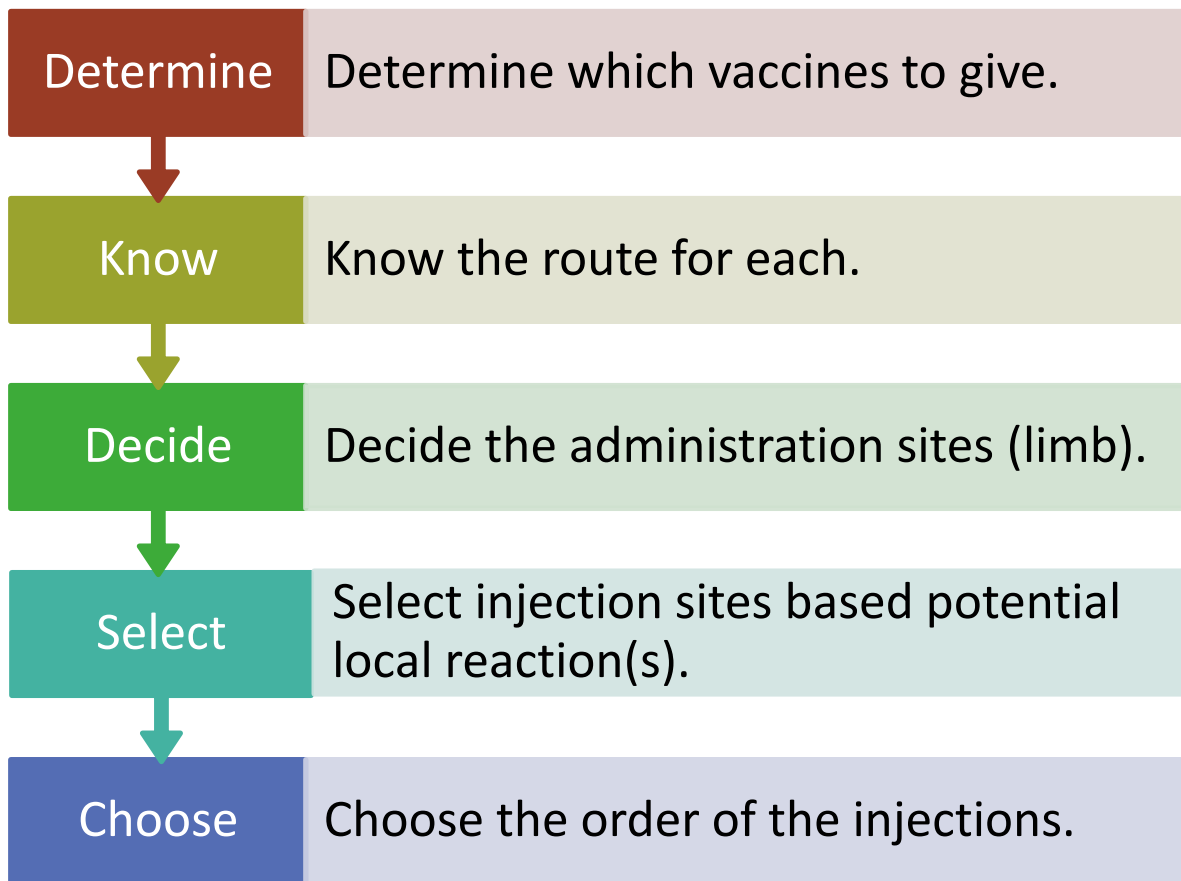 Determine
Determine which vaccines to give.
Know
Know the route for each.
Decide
Decide the administration sites (limb).
Select
Select injection sites based potential
local reaction(s).
Choose
Choose the order of the injections.